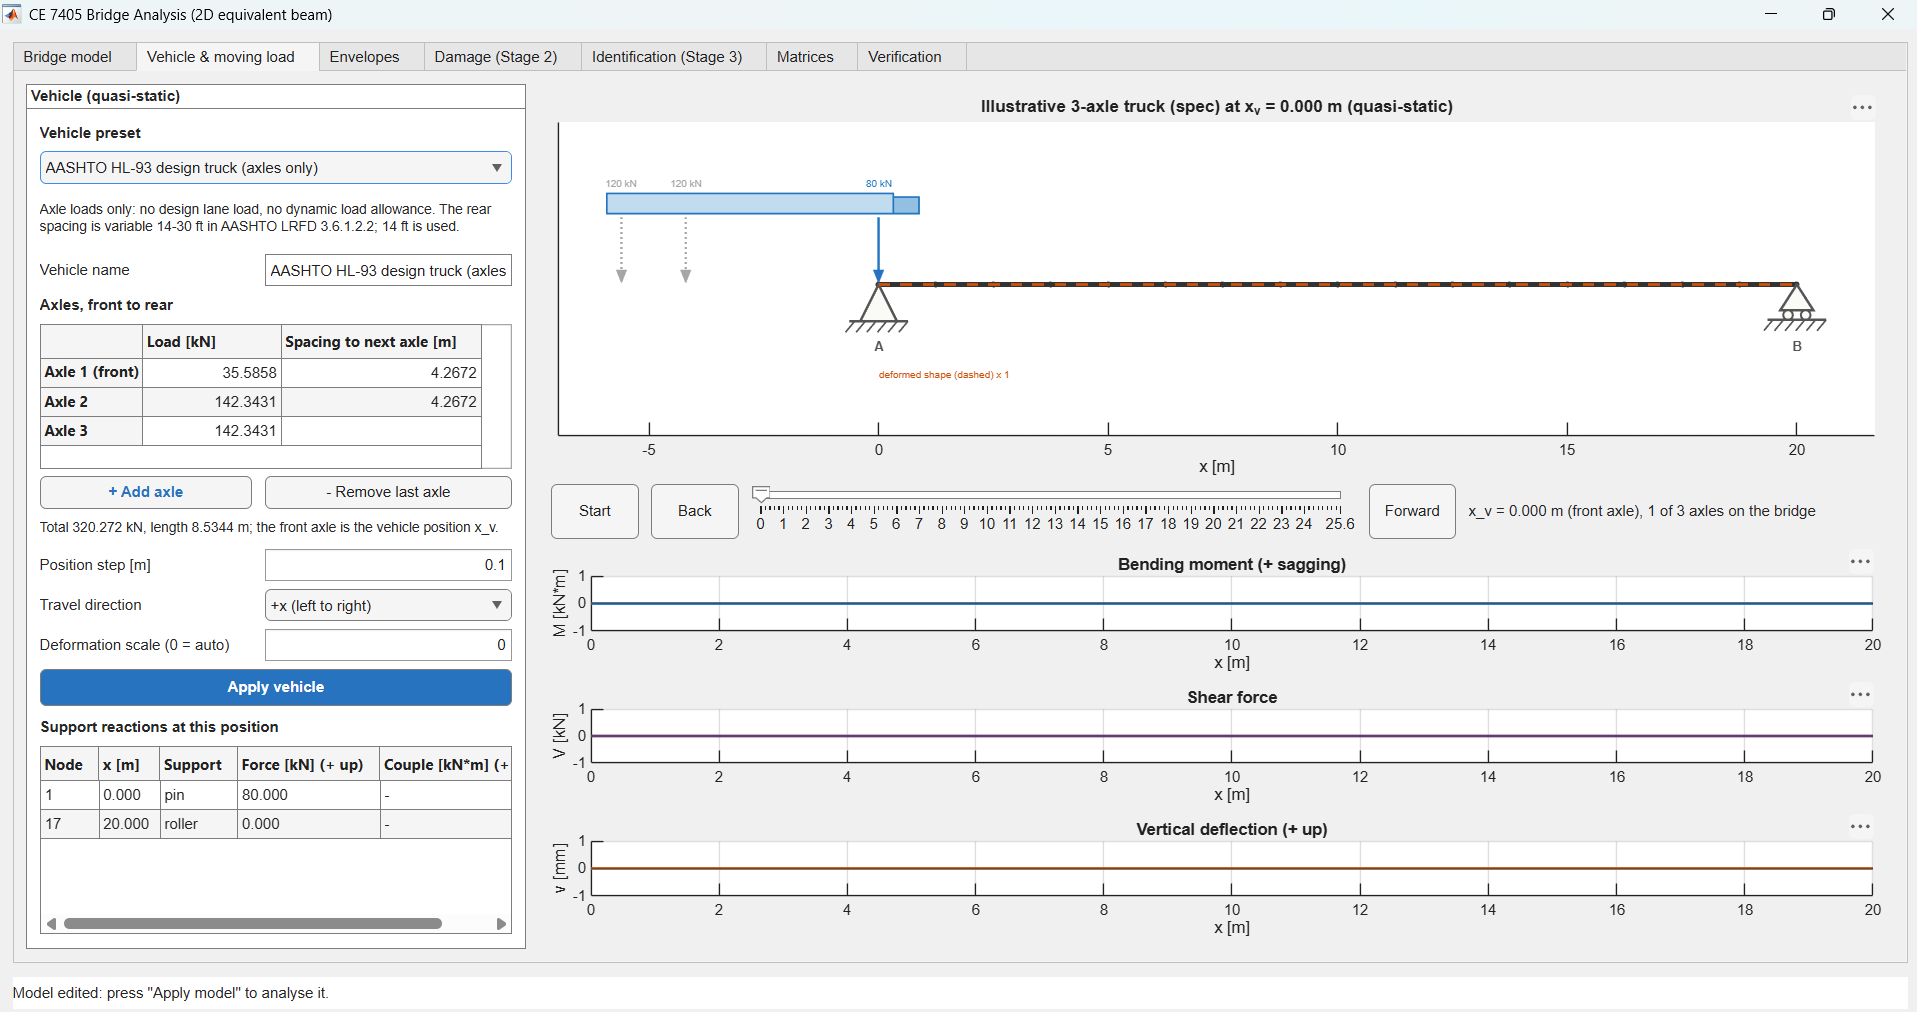 CE 7405 Bridge Analysis (2D equivalent beam)
Bridge model Vehicle & moving load Envelopes Damage (Stage 2) Identification (Stage 3) Matrices Verification
Vehicle (quasi-static)
Vehicle preset
AASHTO HL-93 design truck (axles only)
Axle loads only: no design lane load, no dynamic load allowance. The rear
spacing is variable 14-30 ft in AASHTO LRFD 3.6.1.2.2; 14 ft is used.
Vehicle name AASHTO HL-93 design truck (axles
Axles, front to rear
Load [kN] Spacing to next axle [m]
Axle 1 (front) 35.5858 4.2672
Axle 2 142.3431 4.2672
Axle 3 142.3431
+ Add axle - Remove last axle
Total 320.272 kN, length 8.5344 m; the front axle is the vehicle position x_v.
Position step [m] 0.1
Travel direction +x (left to right)
Deformation scale (0 = auto) 0
Apply vehicle
Support reactions at this position
Node x [m] Support Force [kN] (+ up) Couple [kN*m] (+
1 0.000 pin 80.000 -
17 20.000 roller 0.000 -
Illustrative 3-axle truck (spec) at xv = 0.000 m (quasi-static)
120 kN 120 kN 80 kN
A B
deformed shape (dashed) x 1
-5 0 5 10 15 20
x [m]
Start Back Forward x_v = 0.000 m (front axle), 1 of 3 axles on the bridge
0 1 2 3 4 5 6 7 8 9 10 11 12 13 14 15 16 17 18 19 20 21 22 23 24 25.6
Bending moment (+ sagging)
M [kN*m]
1
0
-1
0 2 4 6 8 10 12 14 16 18 20
x [m]
Shear force
V [kN]
1
0
-1
0 2 4 6 8 10 12 14 16 18 20
x [m]
Vertical deflection (+ up)
v [mm]
1
0
-1
0 2 4 6 8 10 12 14 16 18 20
x [m]
Model edited: press "Apply model" to analyse it.